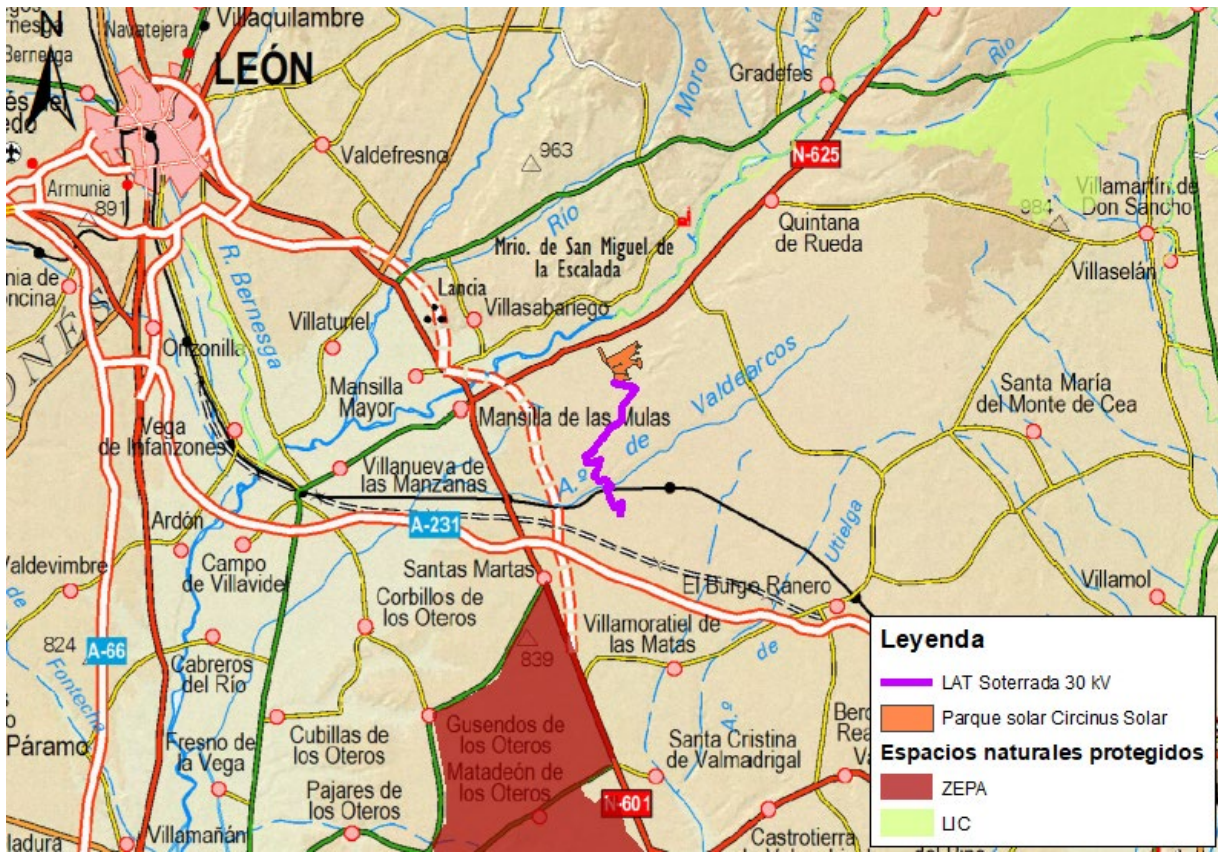 Bernesga
Navatejera
Villaquilambre
N
LEÓN
Gradefes
Río
Moro
963
Valdefresno
N-625
Armunia
891
Villamartín de
Don Sancho
984
Quintana
de Rueda
Río
Mrio. de San Miguel de
la Escalada
Villaselán
R. Bernesga
Lancia
Villasabariego
Villaturiel
Onzonilla
Valdearcos
de
A.º
Mansilla
Mayor
Mansilla de las Mulas
Santa María
del Monte de Cea
Vega
de Infanzones
Villanueva de
las Manzanas
A-231
Ardón
Campo
de Villavidel
Utielga
de
A.º
Valdevimbre
de
Fontecha
Santas Martas
El Burgo Ranero
Villamol
Corbillos de
los Oteros
Villamoratiel de
las Matas
824
A-66
839
Cabreros
del Río
Páramo
Fresno de
la Vega
Cubillas de
los Oteros
Gusendos de
los Oteros
Santa Cristina
de Valmadrigal
Matadeón de
los Oteros
Pajares de
los Oteros
N-601
Villamañán
Castrotierra
Leyenda
LAT Soterrada 30 kV
Parque solar Circinus Solar
Espacios naturales protegidos
ZEPA
LIC